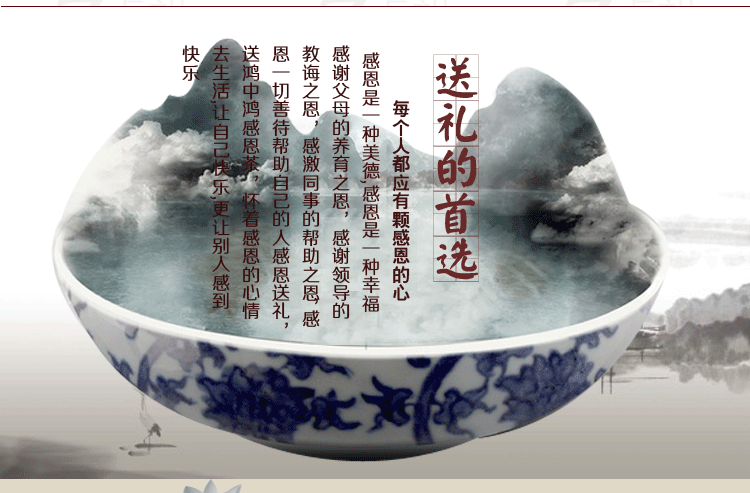 送礼的首选
每个人都应有颗感恩的心
感恩是一种美德,感恩是一种幸福
感谢父母的养育之恩，感谢领导的
教诲之恩，感激同事的帮助之恩,感
恩一切善待帮助自己的人感恩送礼，
送鸿中鸿感恩茶，怀着感恩的心情
去生活,让自己快乐,更让别人感到
快乐